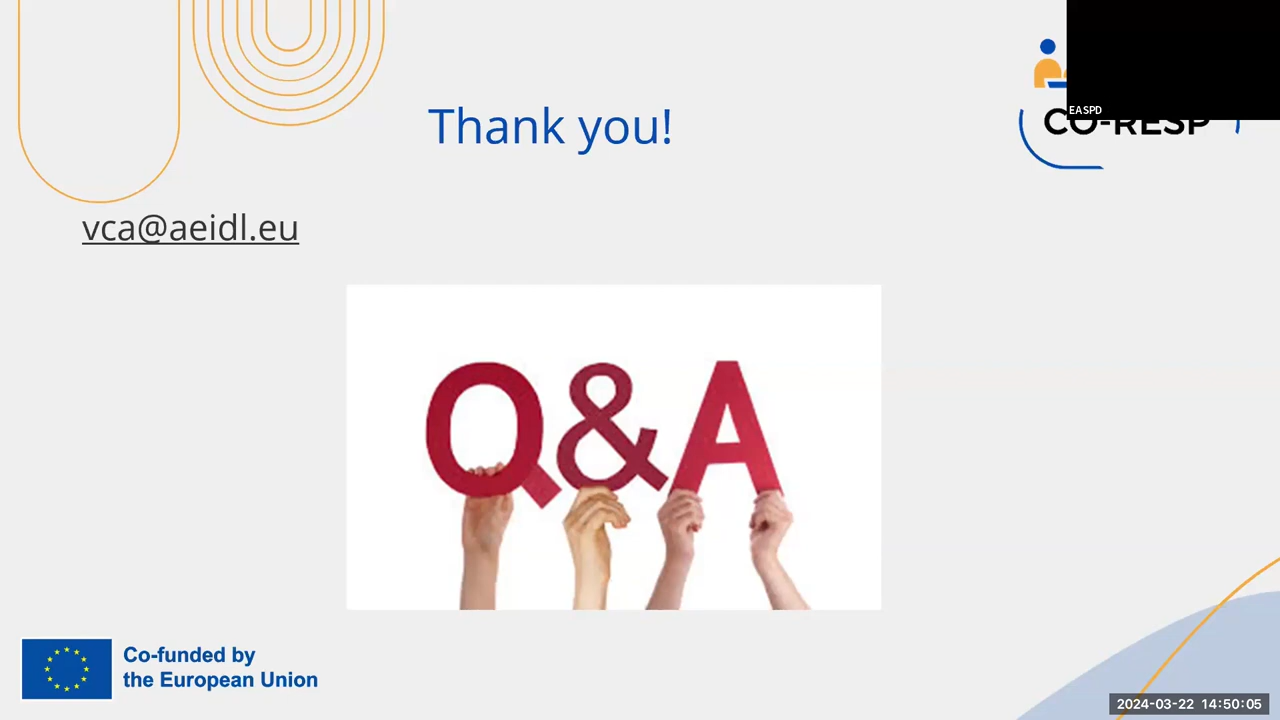 Thank you!
EASPD
CO-RESP
vca@aeidl.eu
Q&A
Co-funded by
the European Union
2024-03-22 14:50:05